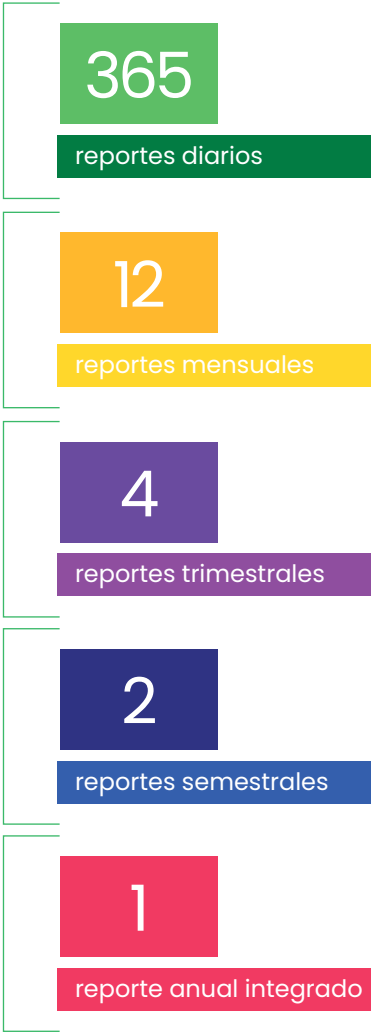 365
reportes diarios
12
reportes mensuales
4
reportes trimestrales
2
reportes semestrales
1
reporte anual integrado